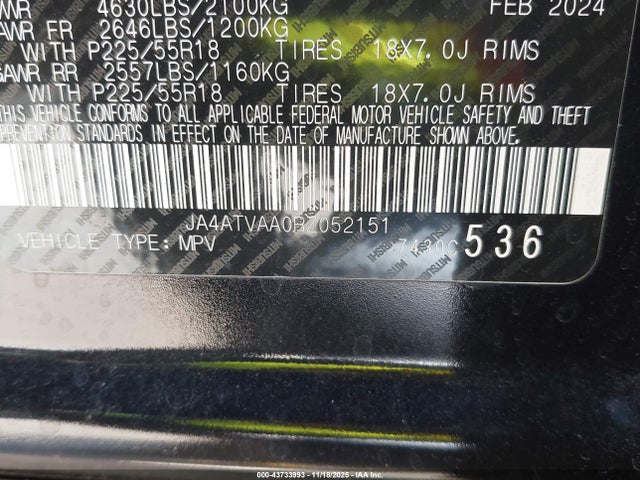 4630LBS/2100KG FEB 2024
GAWR FR 2646LBS/1200KG
WITH P225/55R18 TIRES 18X7.0J RIMS
GAWR RR 2557LBS/1160KG
WITH P225/55R18 TIRES 18X7.0J RIMS
THIS VEHICLE CONFORMS TO ALL APPLICABLE FEDERAL MOTOR VEHICLE SAFETY AND THEFT
PREVENTION STANDARDS IN EFFECT ON THE DATE OF MANUFACTURE SHOWN ABOVE.
JA4ATVAA0RZ052151
VEHICLE TYPE: MPV 536
MITSUBISHI
000-43733993 - 11/18/2025 - IAAI.CA